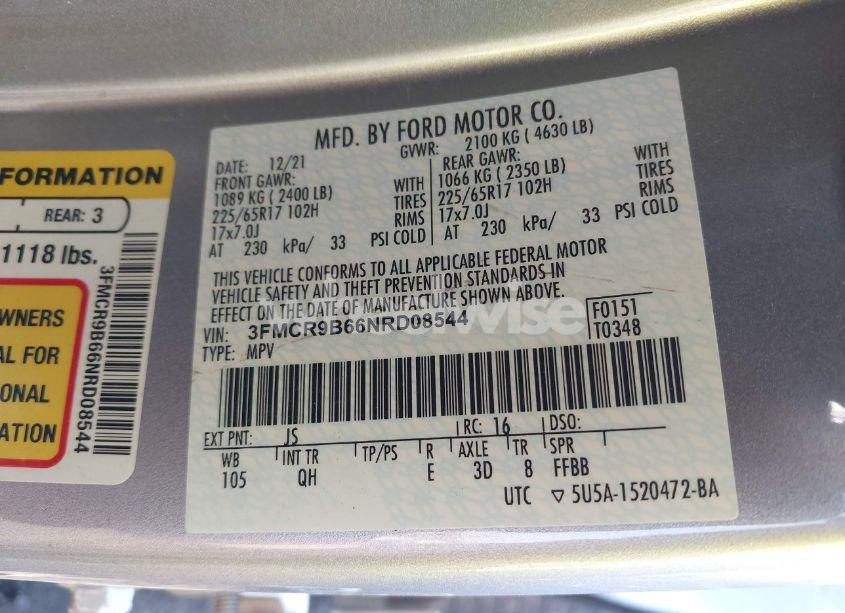 FORMATION
REAR: 3
1118 lbs.
3FMCR9B66NRD08544
WNERS
AL FOR
ONAL
ATION
MFD. BY FORD MOTOR CO.
DATE: 12/21 GVWR: 2100 KG ( 4630 LB)
FRONT GAWR: REAR GAWR:
1089 KG ( 2400 LB) WITH 1066 KG ( 2350 LB) WITH
225/65R17 102H TIRES 225/65R17 102H TIRES
17x7.0J RIMS 17x7.0J RIMS
AT 230 kPa/ 33 PSI COLD AT 230 kPa/ 33 PSI COLD
THIS VEHICLE CONFORMS TO ALL APPLICABLE FEDERAL MOTOR
VEHICLE SAFETY AND THEFT PREVENTION STANDARDS IN
EFFECT ON THE DATE OF MANUFACTURE SHOWN ABOVE.
VIN: 3FMCR9B66NRD08544 F0151
TYPE: MPV T0348
EXT PNT: JS RC: 16 DSO:
WB INT TR TP/PS R AXLE TR SPR
105 QH E 3D 8 FFBB
UTC ▽ 5U5A-1520472-BA